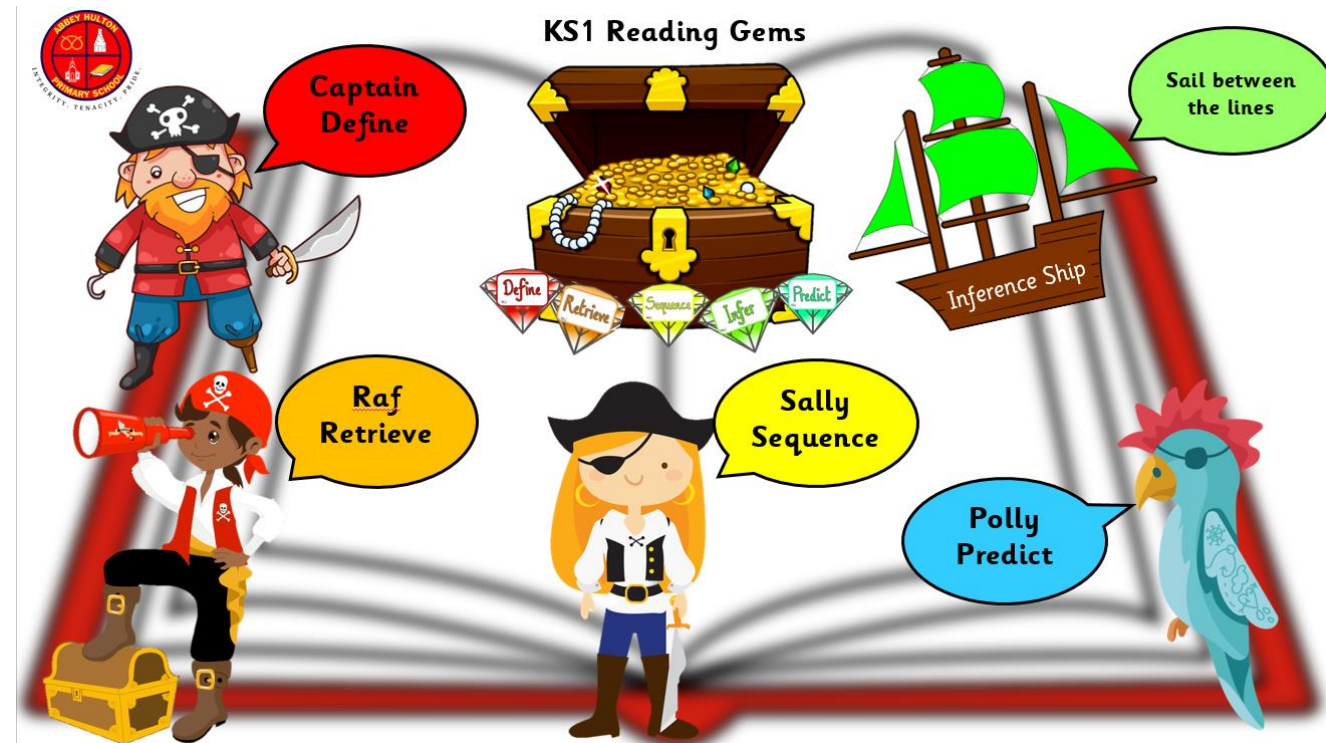 ABBEY HULTON
PRIMARY SCHOOL
INTEGRITY. TENACITY. PRIDE.
KS1 Reading Gems
Captain
Define
Sail between
the lines
Define
Retrieve
Sequence
Infer
Predict
Inference Ship
Raf
Retrieve
Sally
Sequence
Polly
Predict